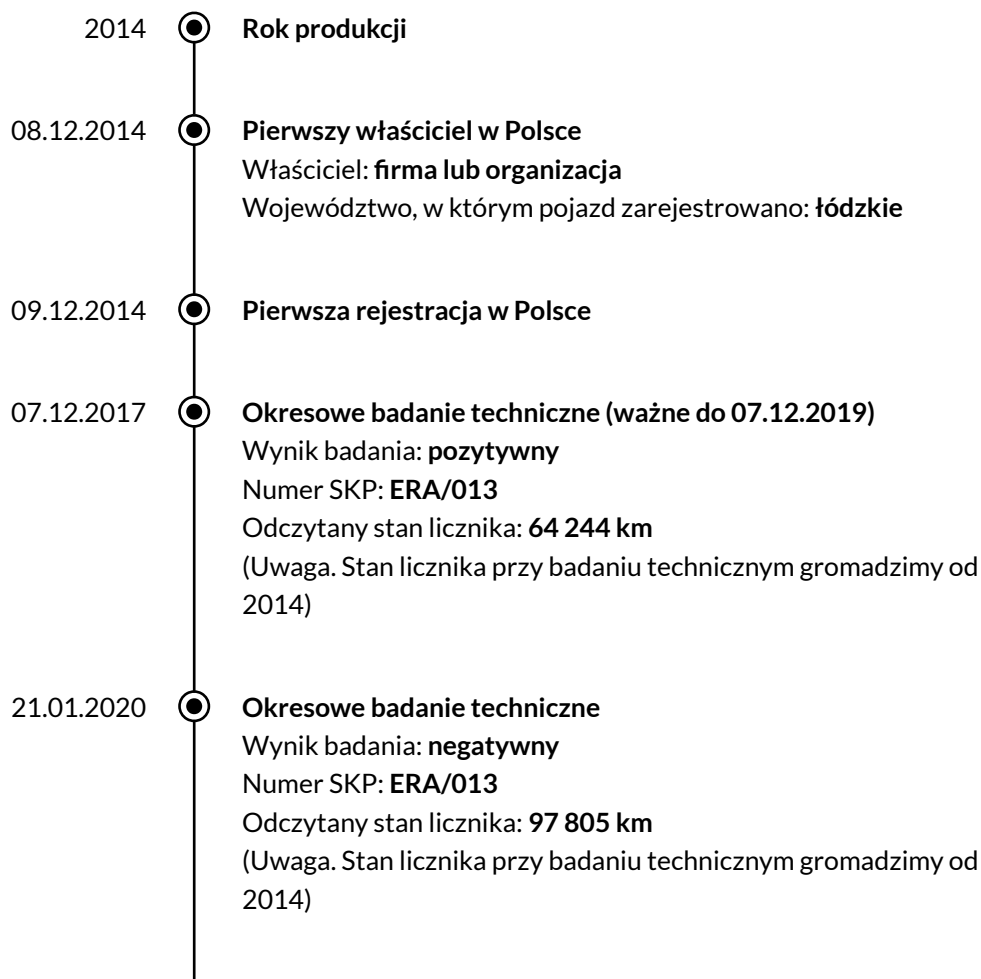 2014 Rok produkcji
08.12.2014 Pierwszy właściciel w Polsce
Właściciel: firma lub organizacja
Województwo, w którym pojazd zarejestrowano: łódzkie
09.12.2014 Pierwsza rejestracja w Polsce
07.12.2017 Okresowe badanie techniczne (ważne do 07.12.2019)
Wynik badania: pozytywny
Numer SKP: ERA/013
Odczytany stan licznika: 64 244 km
(Uwaga. Stan licznika przy badaniu technicznym gromadzimy od
2014)
21.01.2020 Okresowe badanie techniczne
Wynik badania: negatywny
Numer SKP: ERA/013
Odczytany stan licznika: 97 805 km
(Uwaga. Stan licznika przy badaniu technicznym gromadzimy od
2014)